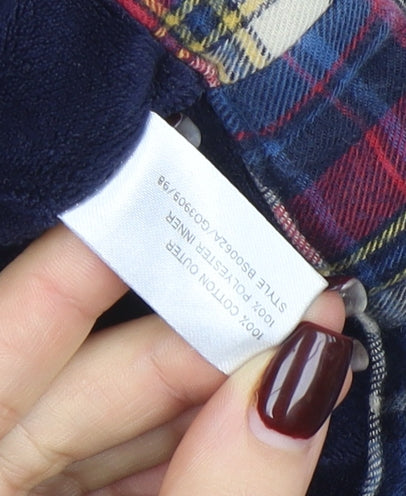 100% COTTON OUTER
100% POLYESTER INNER
STYLE BS0062A/GO3909/98